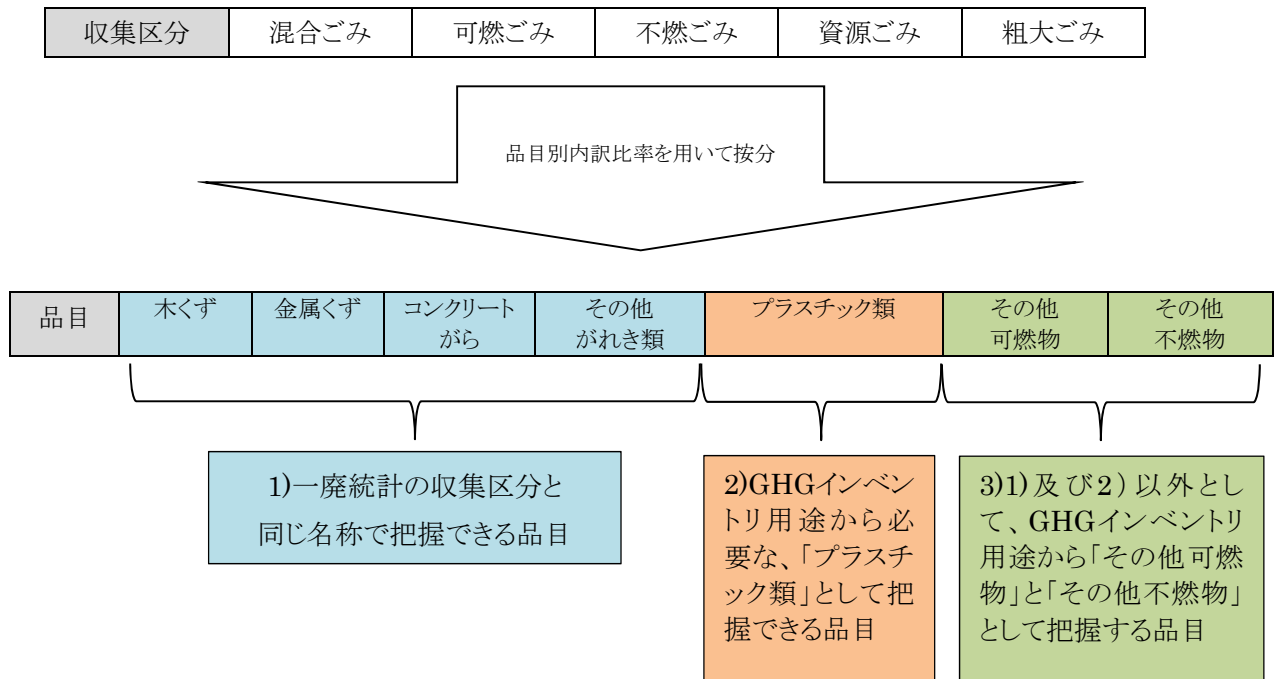 収集区分 混合ごみ 可燃ごみ 不燃ごみ 資源ごみ 粗大ごみ
品目別内訳比率を用いて按分
品目 木くず 金属くず コンクリートがら その他がれき類 プラスチック類 その他可燃物 その他不燃物
1)一廃統計の収集区分と
同じ名称で把握できる品目
2)GHGインベン
トリ用途から必
要な、「プラスチ
ック類」として把
握できる品目
3)1)及び2)以外とし
て、GHGインベントリ
用途から「その他可燃
物」と「その他不燃物」
として把握する品目